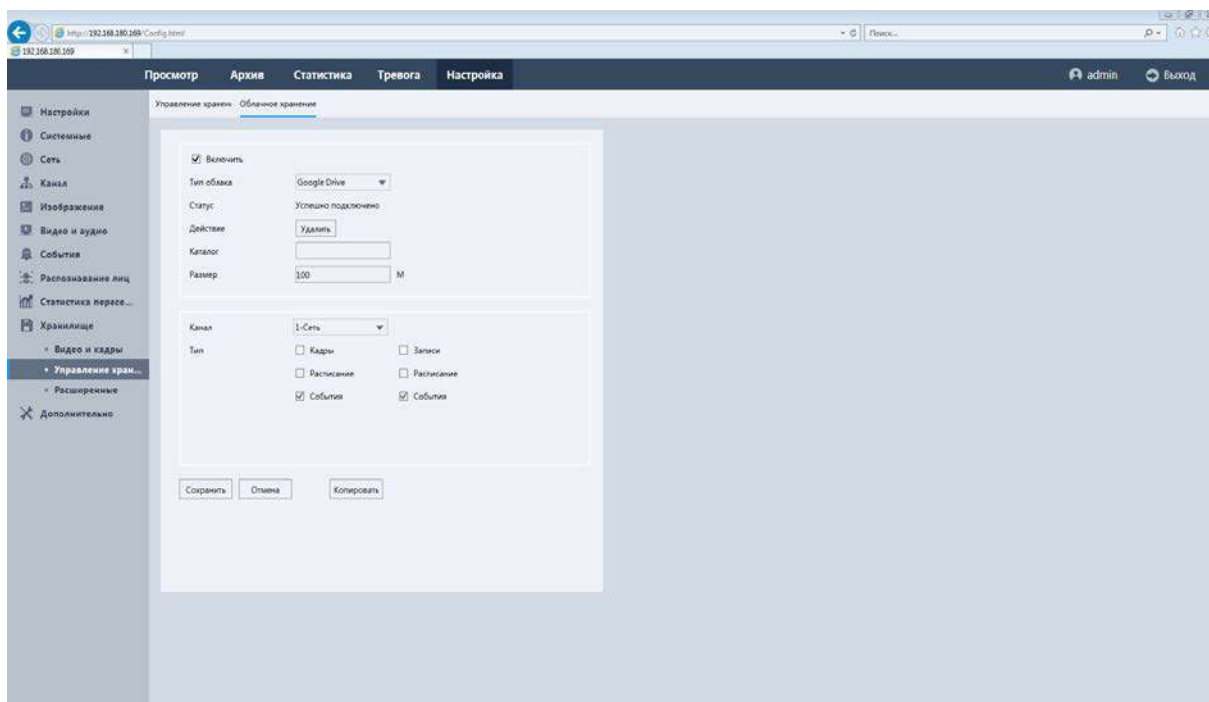 http://192.168.180.169/Config.html
Поиск...
192.168.180.169
Просмотр Архив Статистика Тревога Настройка admin Выход
Управление хранен Облачное хранение
Настройки
Системные
Сеть
Канал
Изображение
Видео и аудио
События
Распознавание лиц
Статистика пересе...
Хранилище
Видео и кадры
Управление хран...
Расширенные
Дополнительно
Включить
Тип облака Google Drive
Статус Успешно подключено
Действие Удалить
Каталог
Размер 100 M
Канал 1-Сеть
Тип Кадры Записи
Расписание Расписание
События События
Сохранить Отмена Копировать